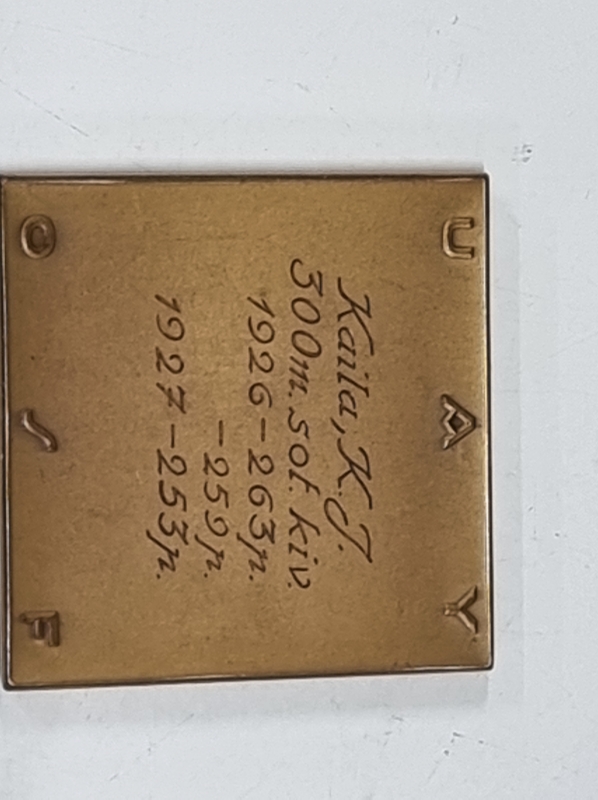 U A Y
Kaila, K.J.
300m. sot. kiv.
1926-263p.
-259p.
1927-253p.
O S F